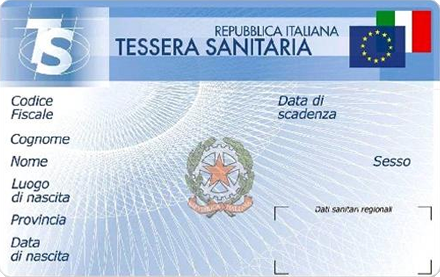 TS
REPUBBLICA ITALIANA
TESSERA SANITARIA
Codice
Fiscale
Data di
scadenza
Cognome
Nome
Sesso
Luogo
di nascita
Dati sanitari regionali
Provincia
Data
di nascita